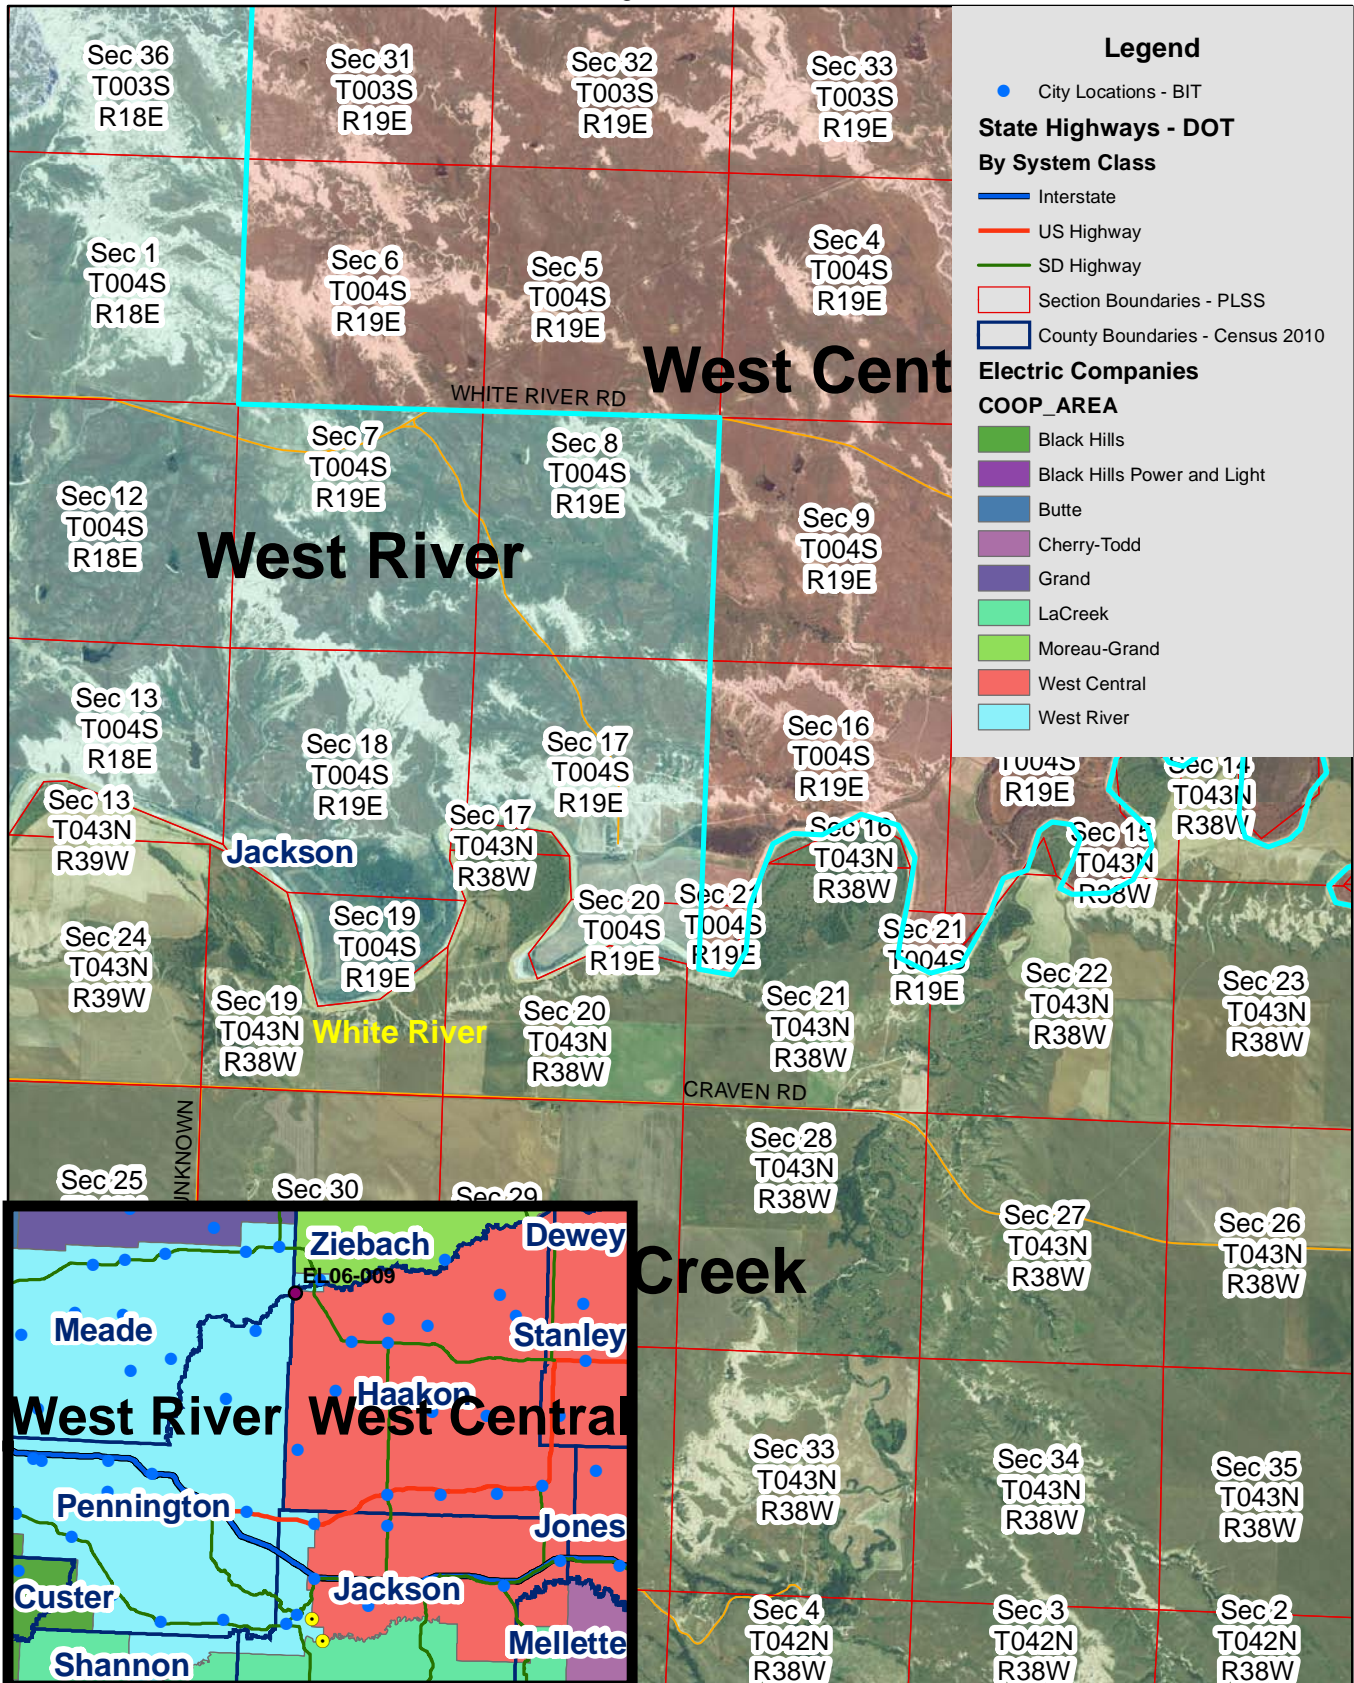 Sec 36
T003S
R18E
Sec 31
T003S
R19E
Sec 32
T003S
R19E
Sec 33
T003S
R19E
Legend
City Locations - BIT
State Highways - DOT
By System Class
Interstate
US Highway
SD Highway
Section Boundaries - PLSS
County Boundaries - Census 2010
Electric Companies
COOP_AREA
Black Hills
Black Hills Power and Light
Butte
Cherry-Todd
Grand
LaCreek
Moreau-Grand
West Central
West River
Sec 1
T004S
R18E
Sec 6
T004S
R19E
Sec 5
T004S
R19E
Sec 4
T004S
R19E
West Cent
WHITE RIVER RD
Sec 7
T004S
R19E
Sec 8
T004S
R19E
Sec 12
T004S
R18E
Sec 9
T004S
R19E
West River
Sec 13
T004S
R18E
Sec 18
T004S
R19E
Sec 17
T004S
R19E
Sec 16
T004S
R19E
T004S
R19E
Sec 14
T043N
R38W
Sec 13
T043N
R39W
Jackson
Sec 17
T043N
R38W
Sec 16
T043N
R38W
Sec 15
T043N
R38W
Sec 19
T004S
R19E
Sec 20
T004S
R19E
Sec 21
T004S
R19E
Sec 21
T004S
R19E
Sec 24
T043N
R39W
Sec 19
T043N
R38W
White River
Sec 20
T043N
R38W
Sec 21
T043N
R38W
Sec 22
T043N
R38W
Sec 23
T043N
R38W
CRAVEN RD
UNKNOWN
Sec 25
Sec 30
Sec 29
Sec 28
T043N
R38W
Sec 27
T043N
R38W
Sec 26
T043N
R38W
Creek
Sec 33
T043N
R38W
Sec 34
T043N
R38W
Sec 35
T043N
R38W
Sec 4
T042N
R38W
Sec 3
T042N
R38W
Sec 2
T042N
R38W
Ziebach
Dewey
EL06-009
Meade
Stanley
Haakon
West River
West Central
Pennington
Jones
Custer
Jackson
Shannon
Mellette